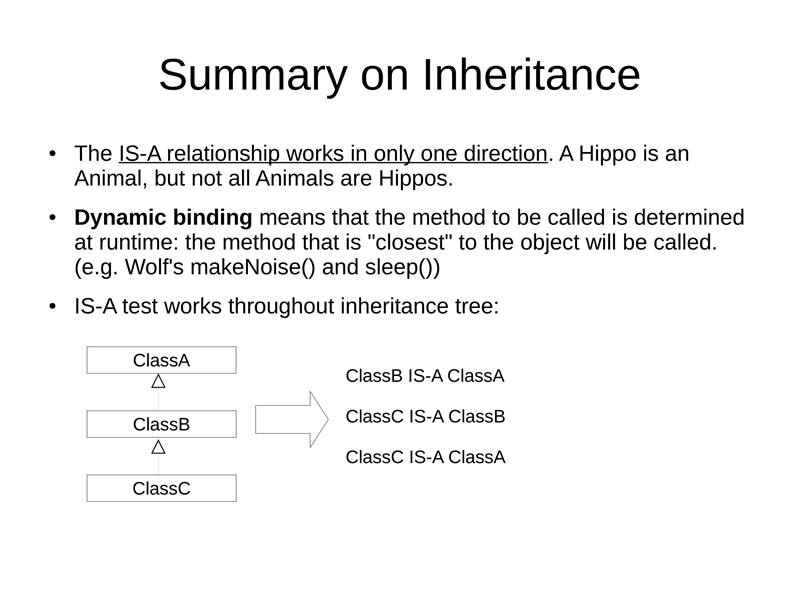 Summary on Inheritance
• The IS-A relationship works in only one direction. A Hippo is an
Animal, but not all Animals are Hippos.
• Dynamic binding means that the method to be called is determined
at runtime: the method that is "closest" to the object will be called.
(e.g. Wolf's makeNoise() and sleep())
• IS-A test works throughout inheritance tree:
ClassA
ClassB
ClassC
ClassB IS-A ClassA
ClassC IS-A ClassB
ClassC IS-A ClassA